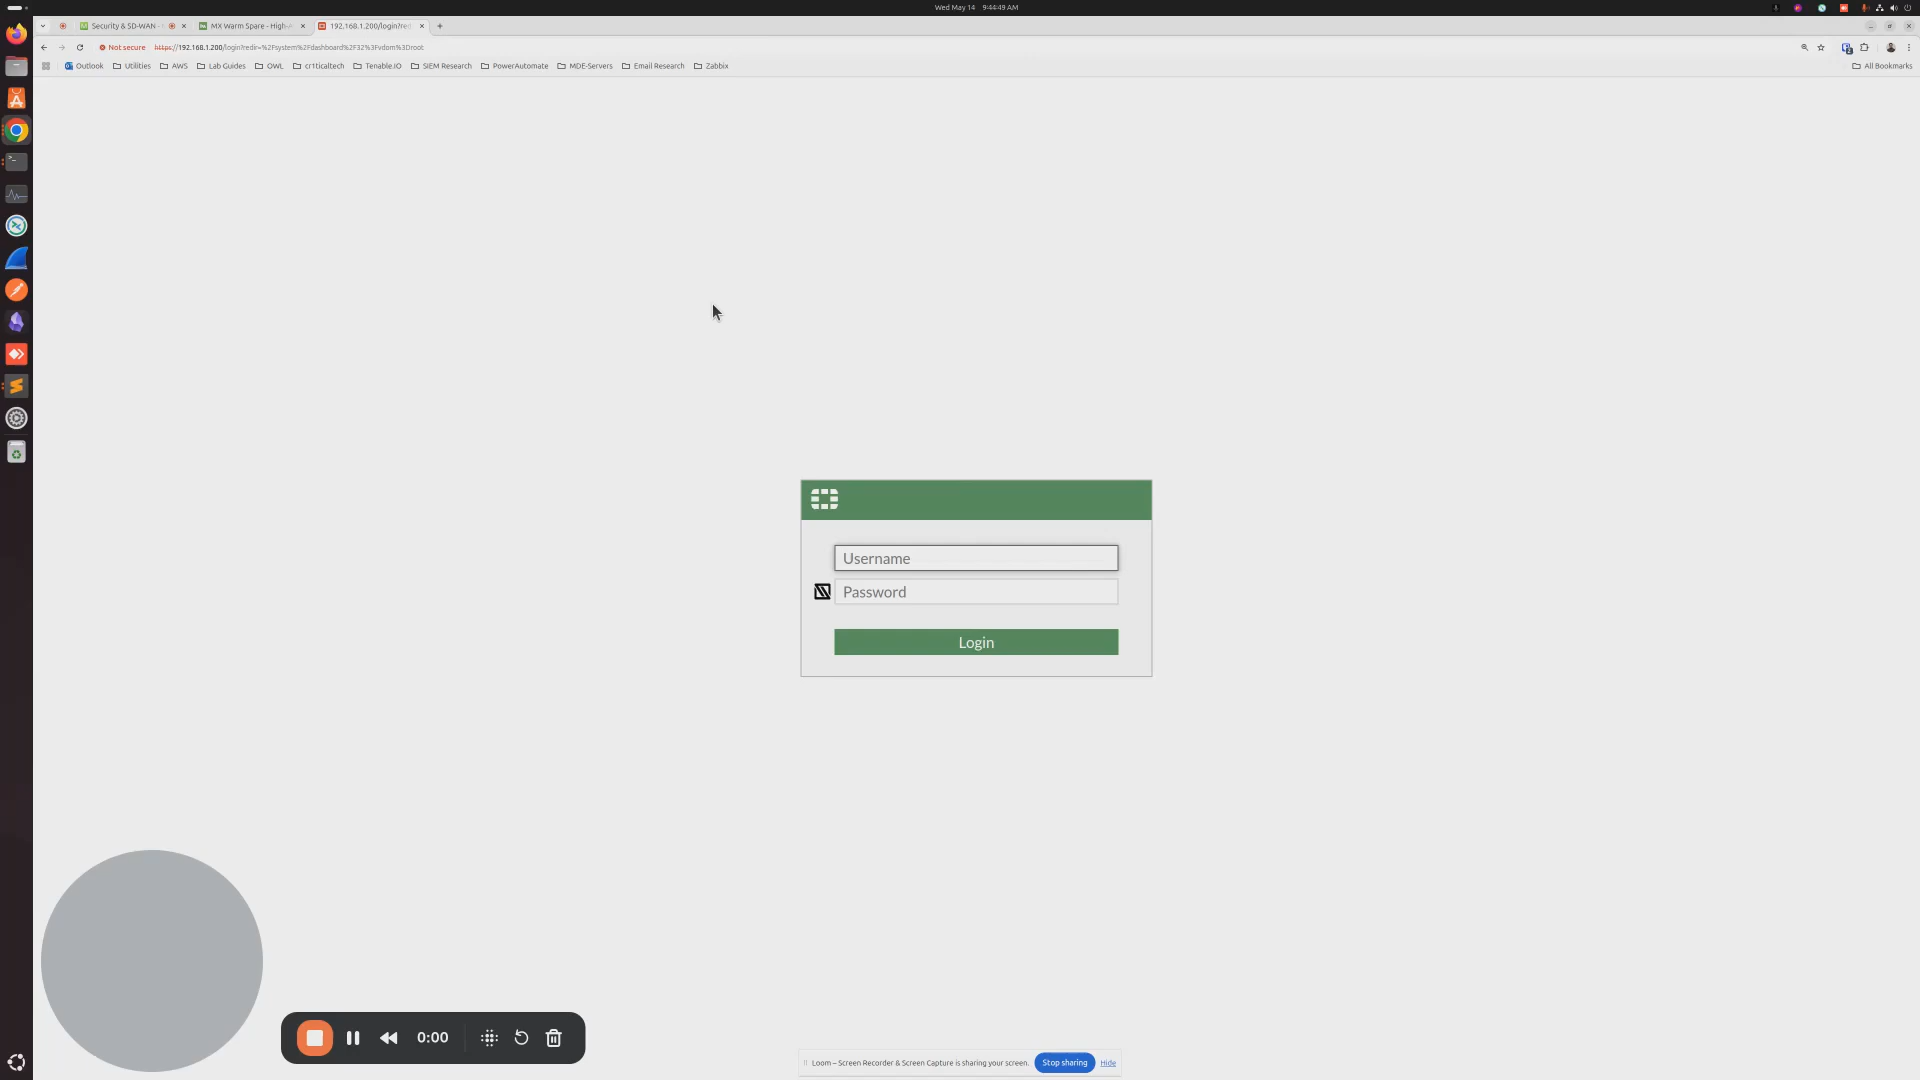 Wed May 14 9:44:49 AM
Security & SD-WAN -
MX Warm Spare - High-A
192.168.1.200/login?re
Not secure
https://192.168.1.200/login?redir=%2Fsystem%2Fdashboard%2F32%3Fvdom%3Droot
Outlook
Utilities
AWS
Lab Guides
OWL
cr1ticaltech
Tenable.IO
SIEM Research
PowerAutomate
MDE-Servers
Email Research
Zabbix
All Bookmarks
Username
Password
Login
0:00
Loom – Screen Recorder & Screen Capture is sharing your screen.
Stop sharing
Hide